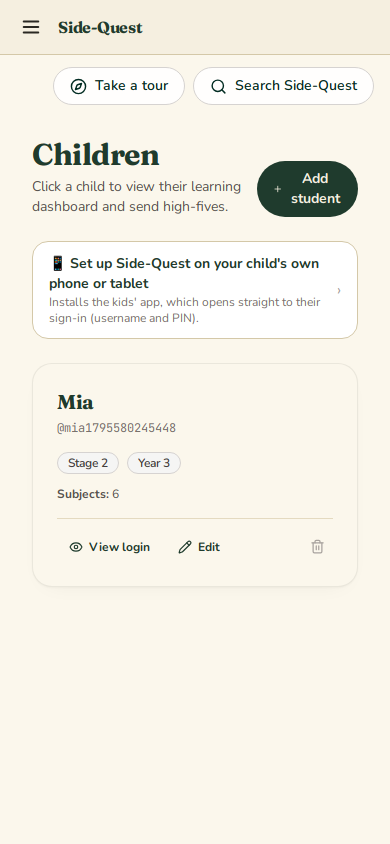 Side-Quest
Take a tour
Search Side-Quest
Children
Click a child to view their learning
dashboard and send high-fives.
+ Add
student
📱 Set up Side-Quest on your child's own
phone or tablet
Installs the kids' app, which opens straight to their
sign-in (username and PIN).
›
Mia
@mia1795580245448
Stage 2
Year 3
Subjects: 6
View login
Edit